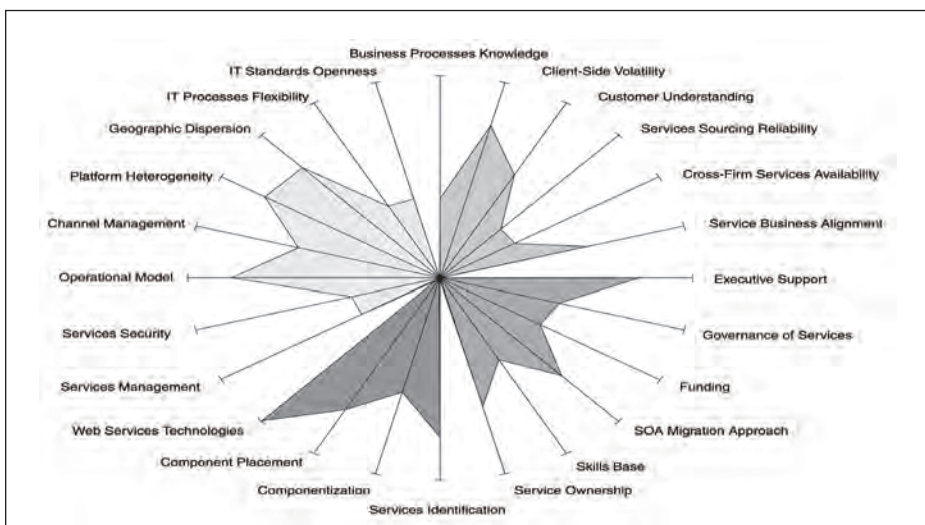 Business Processes Knowledge
IT Standards Openness
Client-Side Volatility
IT Processes Flexibility
Customer Understanding
Geographic Dispersion
Services Sourcing Reliability
Platform Heterogeneity
Cross-Firm Services Availability
Channel Management
Service Business Alignment
Operational Model
Executive Support
Services Security
Governance of Services
Services Management
Funding
Web Services Technologies
SOA Migration Approach
Component Placement
Skills Base
Componentization
Service Ownership
Services Identification